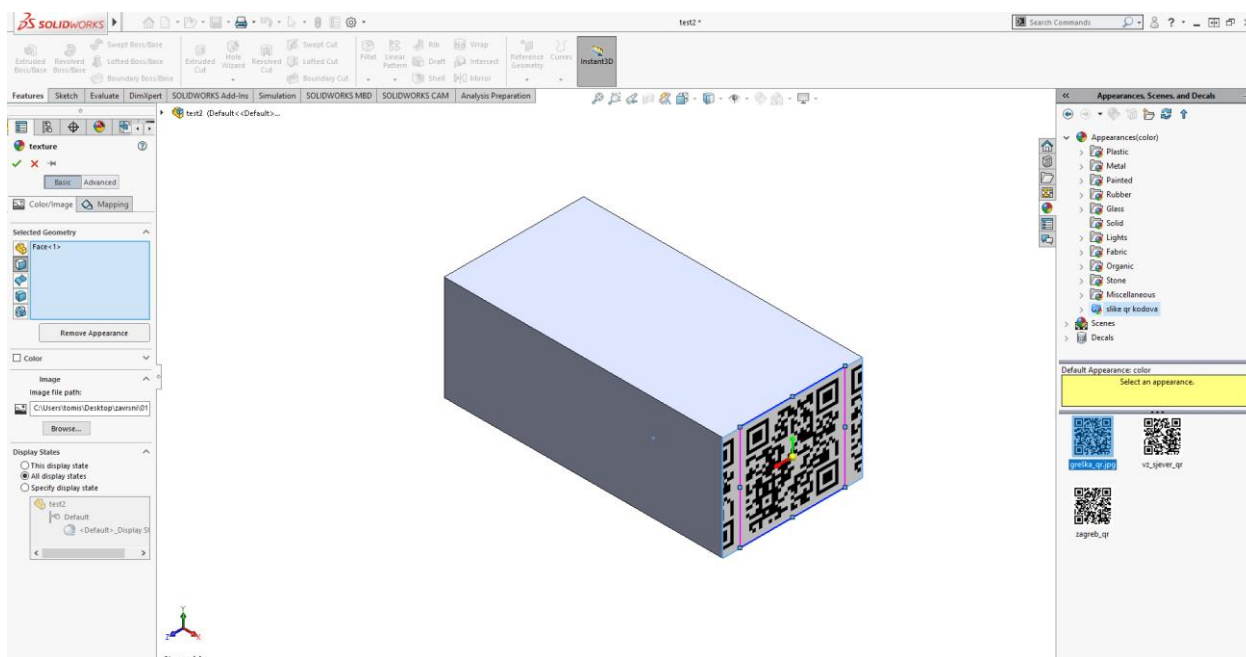 SOLIDWORKS
test2 *
Search Commands
Extruded Boss/Base
Revolved Boss/Base
Swept Boss/Base
Lofted Boss/Base
Boundary Boss/Base
Extruded Cut
Hole Wizard
Revolved Cut
Swept Cut
Lofted Cut
Boundary Cut
Fillet
Linear Pattern
Rib
Draft
Shell
Wrap
Intersect
Mirror
Reference Geometry
Curves
Instant3D
Features
Sketch
Evaluate
DimXpert
SOLIDWORKS Add-Ins
Simulation
SOLIDWORKS MBD
SOLIDWORKS CAM
Analysis Preparation
test2 (Default<<Default>...
texture
Basic
Advanced
Color/Image
Mapping
Selected Geometry
Face<1>
Remove Appearance
Color
Image
Image file path:
C:\Users\tomis\Desktop\zavrsni\01
Browse...
Display States
This display state
All display states
Specify display state
test2
Default
<Default>_Display St
Y
Z
X
Appearances, Scenes, and Decals
Appearances(color)
Plastic
Metal
Painted
Rubber
Glass
Solid
Lights
Fabric
Organic
Stone
Miscellaneous
slike qr kodova
Scenes
Decals
Default Appearance: color
Select an appearance.
greška_qr.jpg
vz_sjever_qr
zagreb_qr